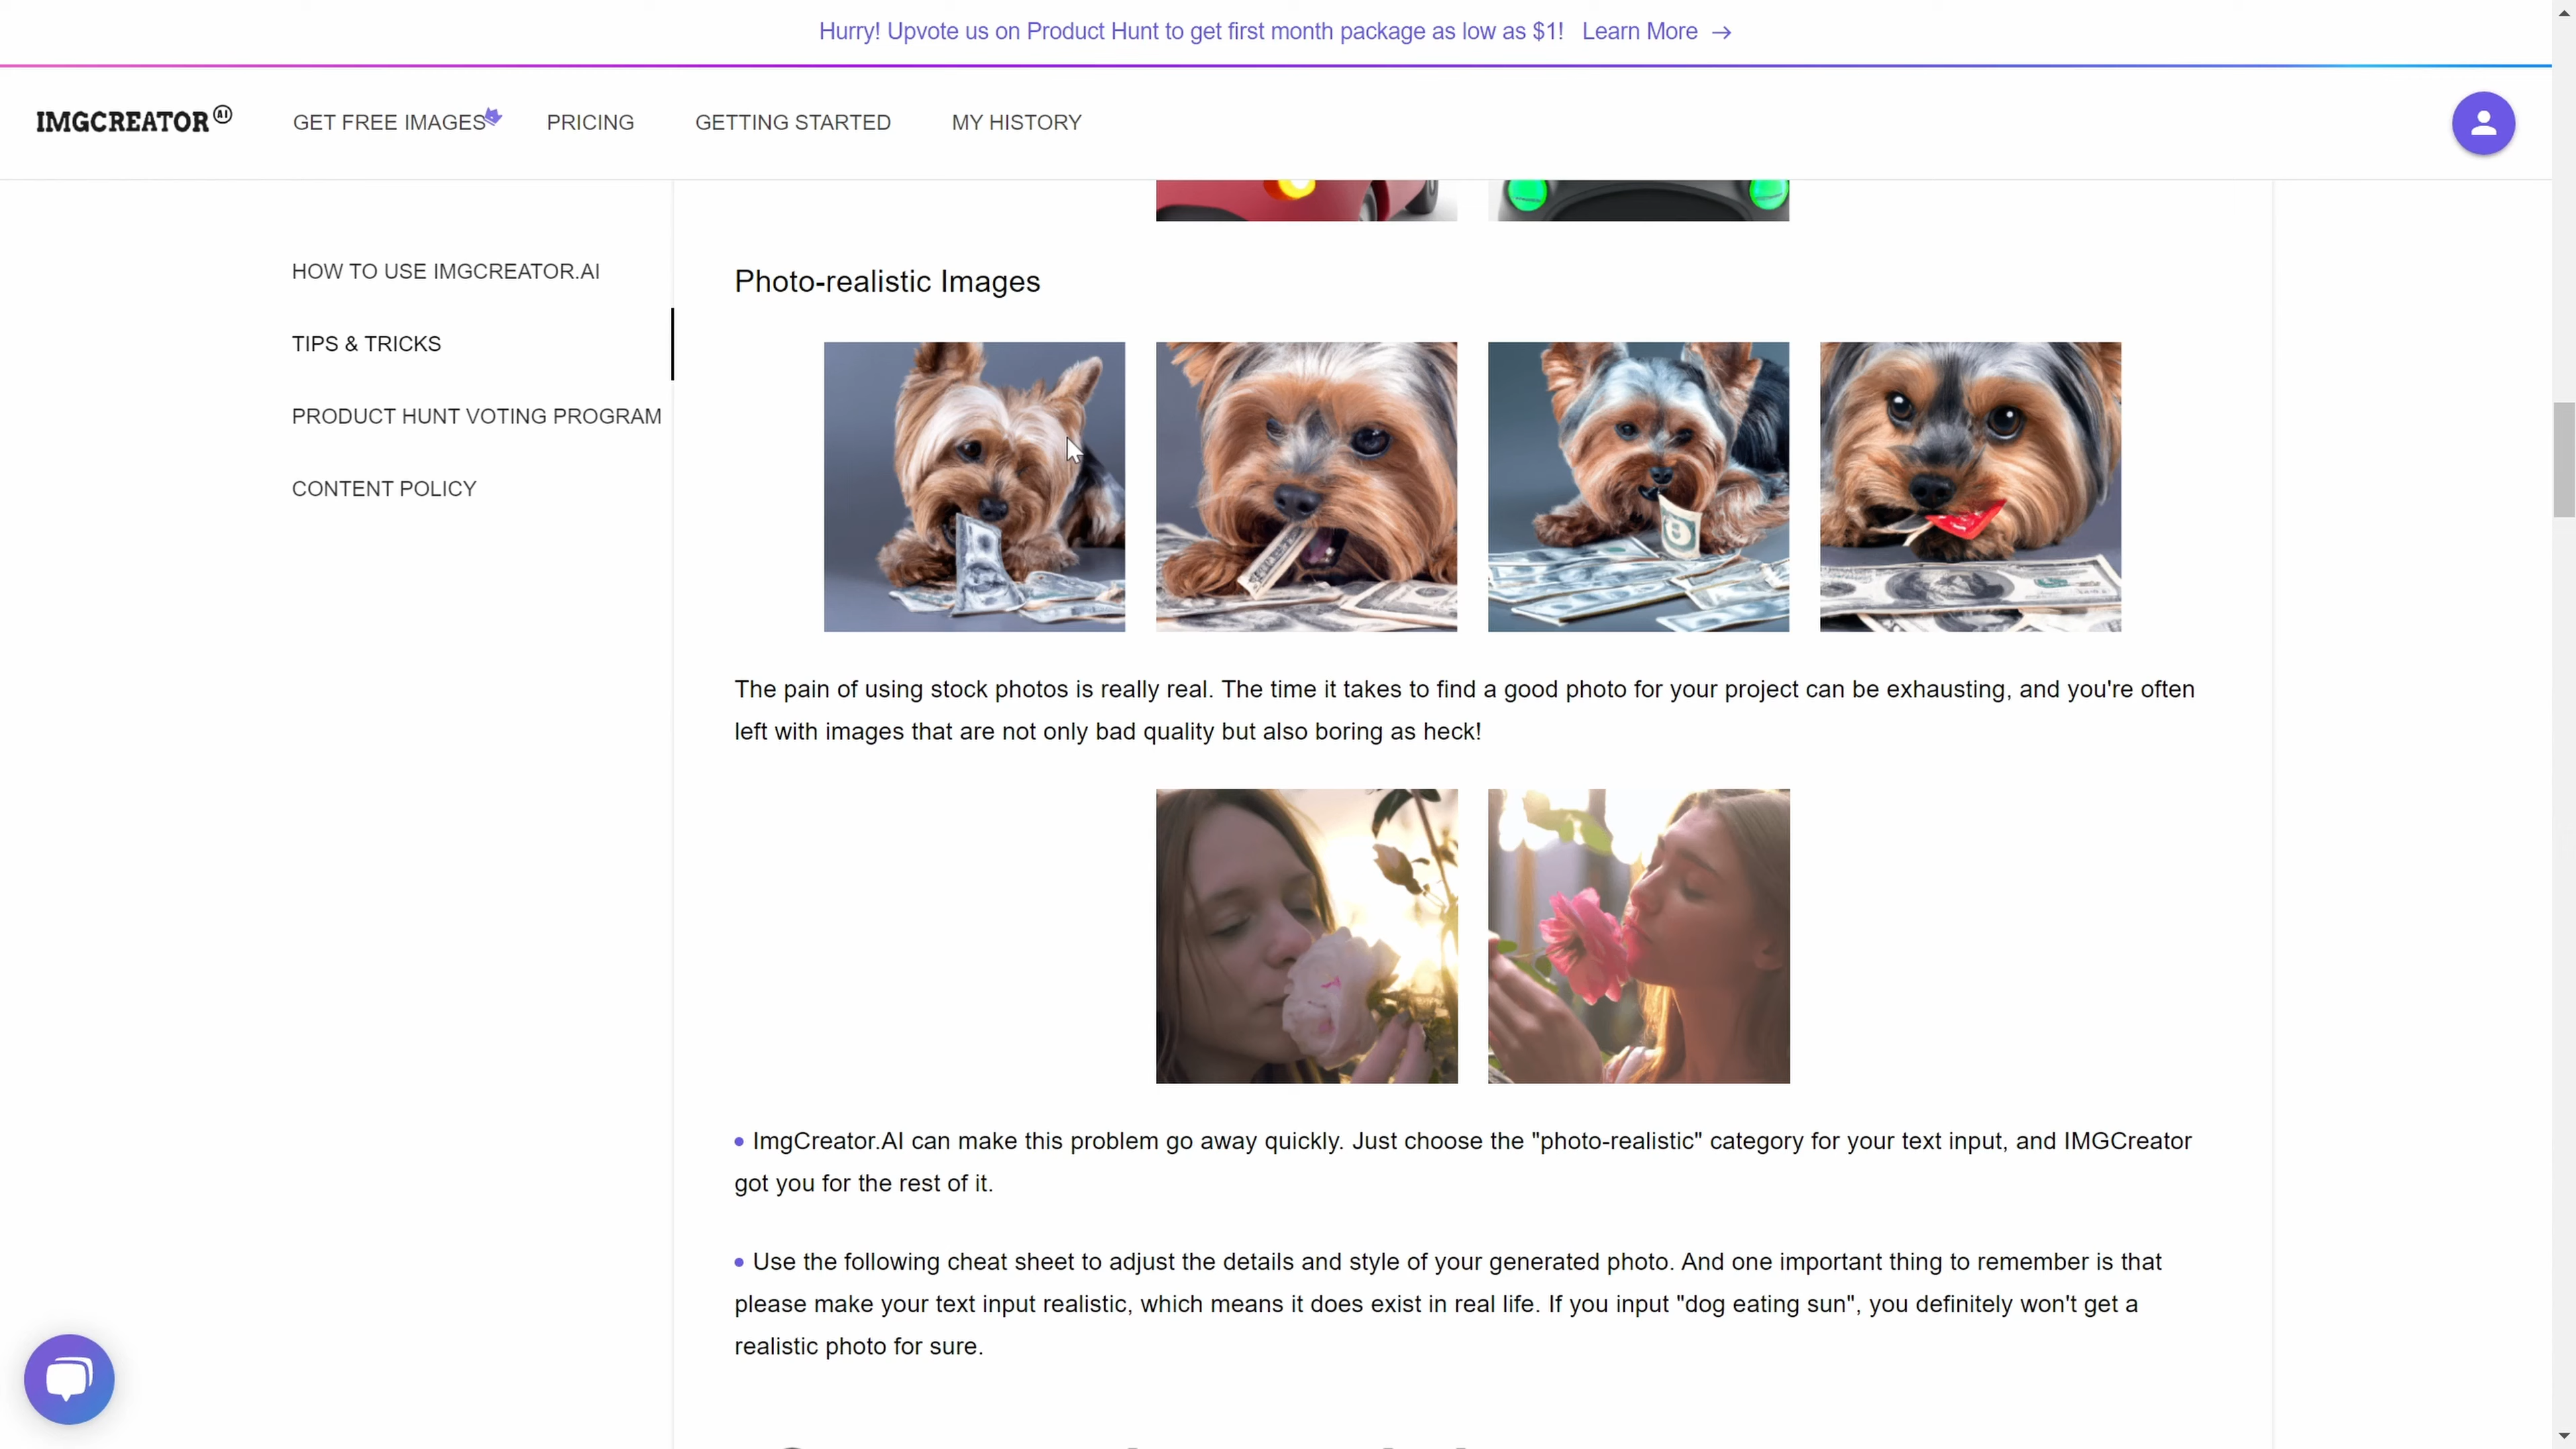 Hurry! Upvote us on Product Hunt to get first month package as low as $1! Learn More →
IMGCREATOR AI
GET FREE IMAGES
PRICING
GETTING STARTED
MY HISTORY
HOW TO USE IMGCREATOR.AI
TIPS & TRICKS
PRODUCT HUNT VOTING PROGRAM
CONTENT POLICY
Photo-realistic Images
The pain of using stock photos is really real. The time it takes to find a good photo for your project can be exhausting, and you're often
left with images that are not only bad quality but also boring as heck!
• ImgCreator.AI can make this problem go away quickly. Just choose the "photo-realistic" category for your text input, and IMGCreator
got you for the rest of it.
• Use the following cheat sheet to adjust the details and style of your generated photo. And one important thing to remember is that
please make your text input realistic, which means it does exist in real life. If you input "dog eating sun", you definitely won't get a
realistic photo for sure.